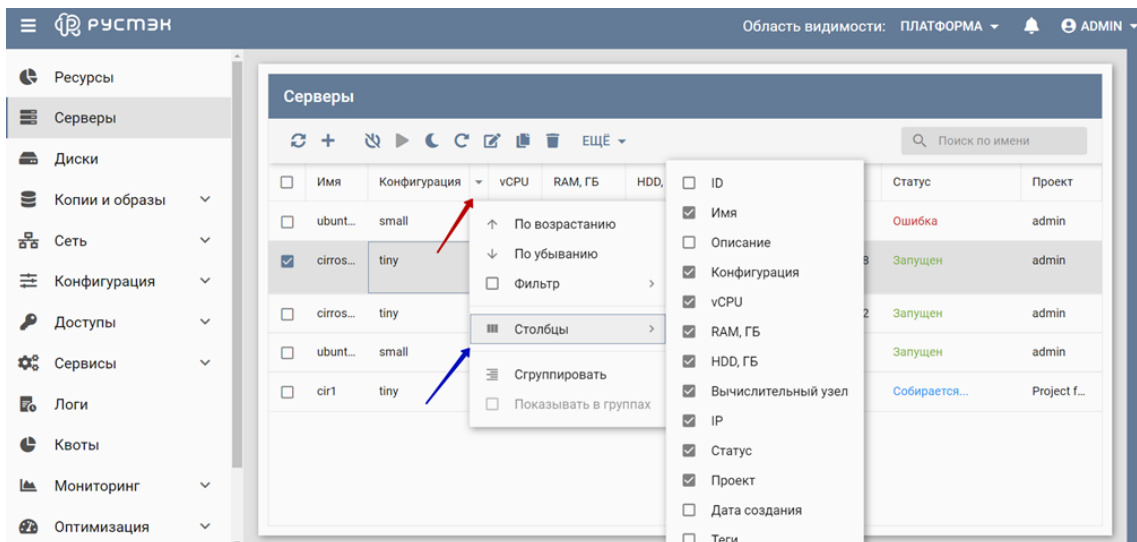 РУСТЭК
Область видимости: ПЛАТФОРМА ADMIN
Ресурсы
Серверы
Диски
Копии и образы
Сеть
Конфигурация
Доступы
Сервисы
Логи
Квоты
Мониторинг
Оптимизация
Серверы
ЕЩЁ
Поиск по имени
Имя Конфигурация vCPU RAM, ГБ HDD, Статус Проект
ubunt... small Ошибка admin
cirros... tiny 8 Запущен admin
cirros... tiny 2 Запущен admin
ubunt... small Запущен admin
cir1 tiny Собирается... Project f...
По возрастанию
По убыванию
Фильтр
Столбцы
Сгруппировать
Показывать в группах
ID
Имя
Описание
Конфигурация
vCPU
RAM, ГБ
HDD, ГБ
Вычислительный узел
IP
Статус
Проект
Дата создания
Теги